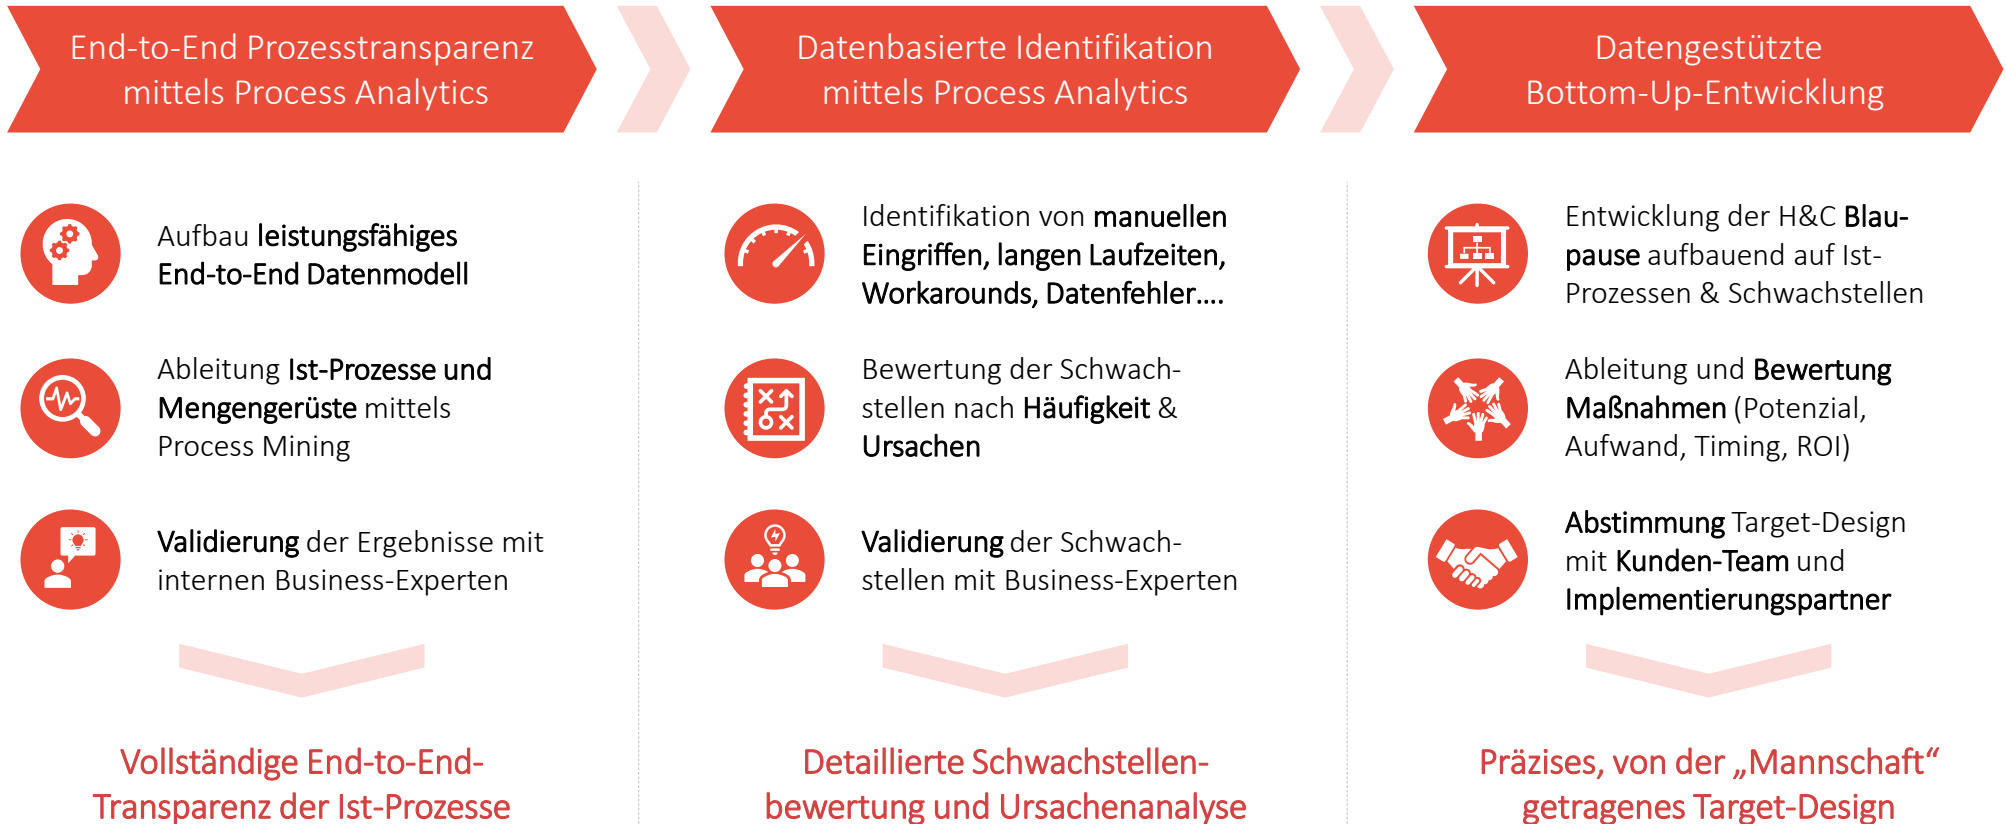 End-to-End Prozesstransparenz
mittels Process Analytics
Datenbasierte Identifikation
mittels Process Analytics
Datengestützte
Bottom-Up-Entwicklung
Aufbau leistungsfähiges
End-to-End Datenmodell
Ableitung Ist-Prozesse und
Mengengerüste mittels
Process Mining
Validierung der Ergebnisse mit
internen Business-Experten
Vollständige End-to-End-
Transparenz der Ist-Prozesse
Identifikation von manuellen
Eingriffen, langen Laufzeiten,
Workarounds, Datenfehler....
Bewertung der Schwach-
stellen nach Häufigkeit &
Ursachen
Validierung der Schwach-
stellen mit Business-Experten
Detaillierte Schwachstellen-
bewertung und Ursachenanalyse
Entwicklung der H&C Blau-
pause aufbauend auf Ist-
Prozessen & Schwachstellen
Ableitung und Bewertung
Maßnahmen (Potenzial,
Aufwand, Timing, ROI)
Abstimmung Target-Design
mit Kunden-Team und
Implementierungspartner
Präzises, von der „Mannschaft“
getragenes Target-Design